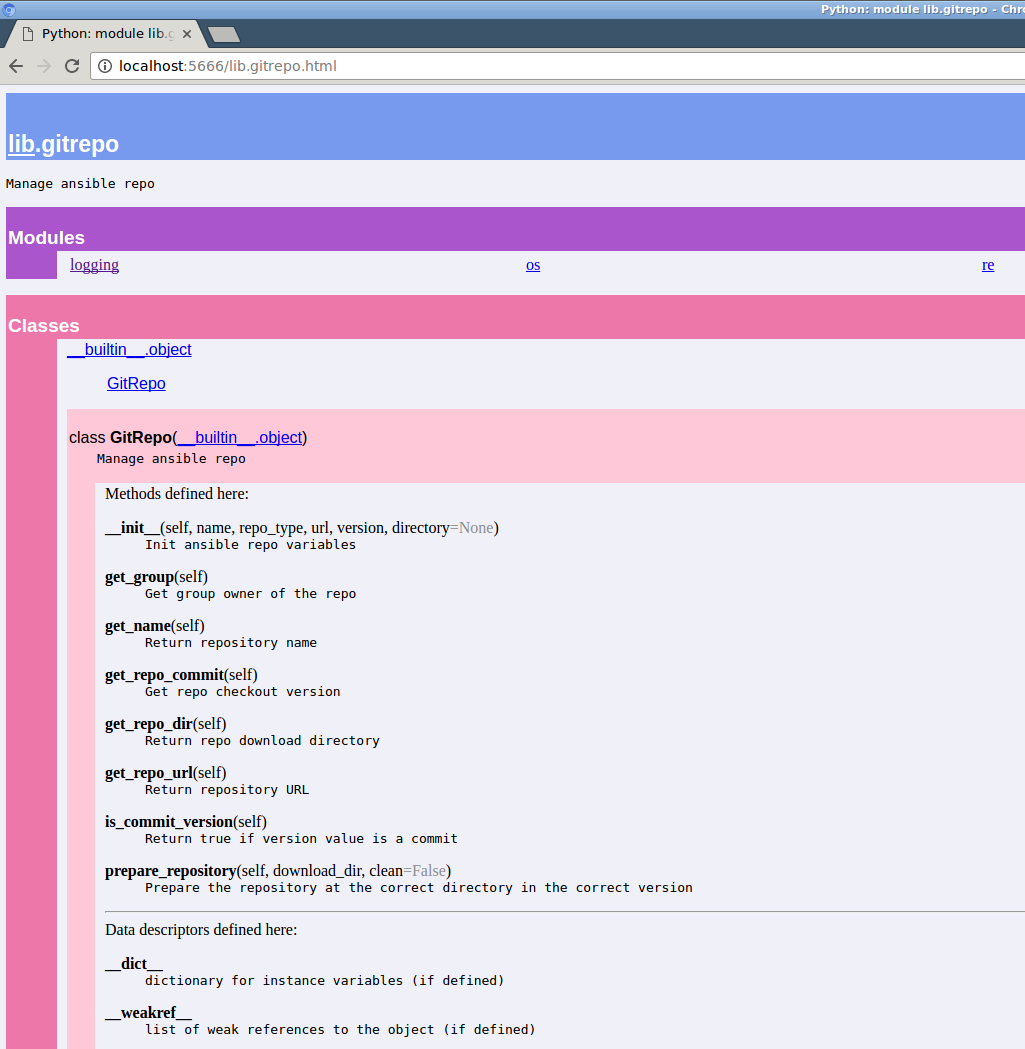 Python: module lib.gitrepo - Chro
Python: module lib.g
localhost:5666/lib.gitrepo.html
lib.gitrepo
Manage ansible repo
Modules
logging os re
Classes
__builtin__.object
GitRepo
class GitRepo(__builtin__.object)
Manage ansible repo
Methods defined here:
__init__(self, name, repo_type, url, version, directory=None)
Init ansible repo variables
get_group(self)
Get group owner of the repo
get_name(self)
Return repository name
get_repo_commit(self)
Get repo checkout version
get_repo_dir(self)
Return repo download directory
get_repo_url(self)
Return repository URL
is_commit_version(self)
Return true if version value is a commit
prepare_repository(self, download_dir, clean=False)
Prepare the repository at the correct directory in the correct version
Data descriptors defined here:
__dict__
dictionary for instance variables (if defined)
__weakref__
list of weak references to the object (if defined)